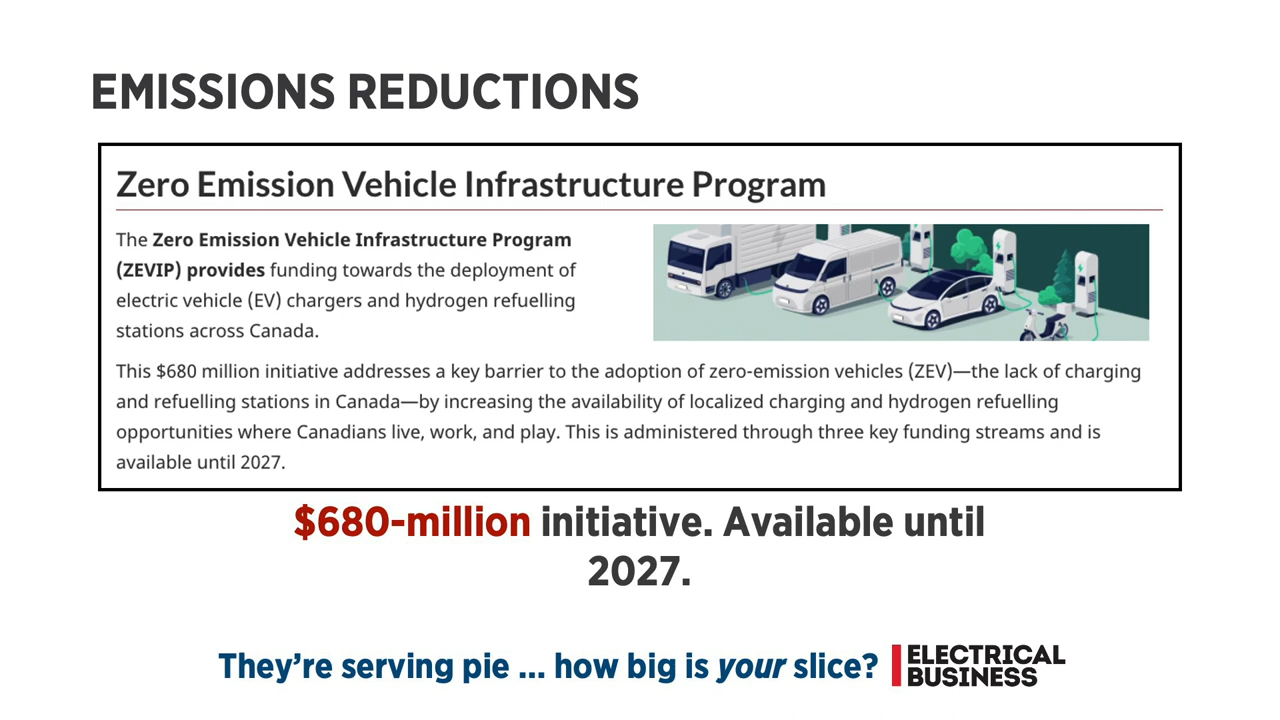 EMISSIONS REDUCTIONS
Zero Emission Vehicle Infrastructure Program
The Zero Emission Vehicle Infrastructure Program
(ZEVIP) provides funding towards the deployment of
electric vehicle (EV) chargers and hydrogen refuelling
stations across Canada.
This $680 million initiative addresses a key barrier to the adoption of zero-emission vehicles (ZEV)—the lack of charging
and refuelling stations in Canada—by increasing the availability of localized charging and hydrogen refuelling
opportunities where Canadians live, work, and play. This is administered through three key funding streams and is
available until 2027.
$680-million initiative. Available until
2027.
They’re serving pie ... how big is your slice?
ELECTRICAL
BUSINESS